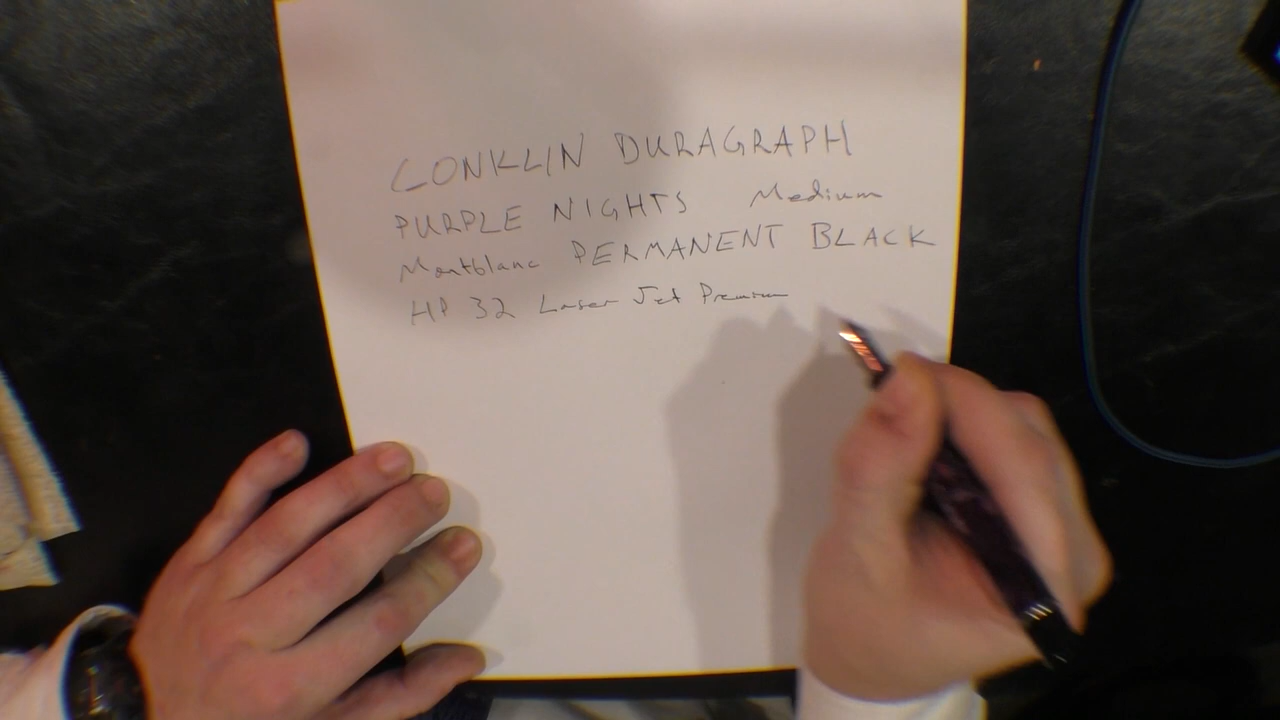 CONKLIN DURAGRAPH
PURPLE NIGHTS Medium
Montblanc PERMANENT BLACK
HP 32 Laser Jet Premium